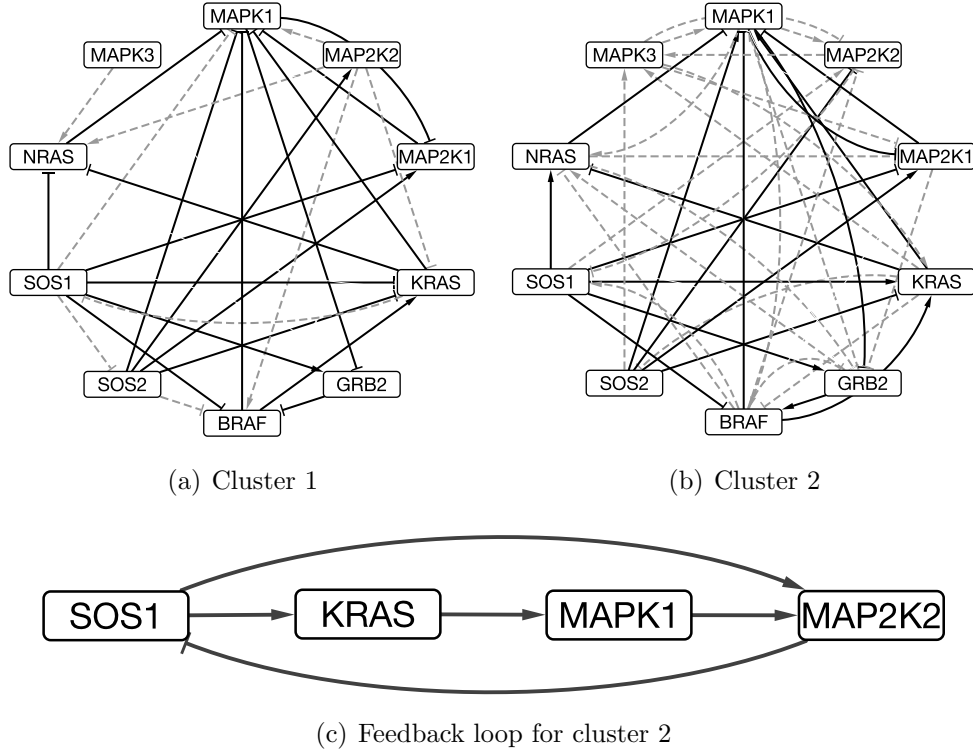 MAPK1
MAPK3
MAP2K2
NRAS
MAP2K1
SOS1
KRAS
SOS2
GRB2
BRAF
(a) Cluster 1
MAPK1
MAPK3
MAP2K2
NRAS
MAP2K1
SOS1
KRAS
SOS2
GRB2
BRAF
(b) Cluster 2
SOS1
KRAS
MAPK1
MAP2K2
(c) Feedback loop for cluster 2